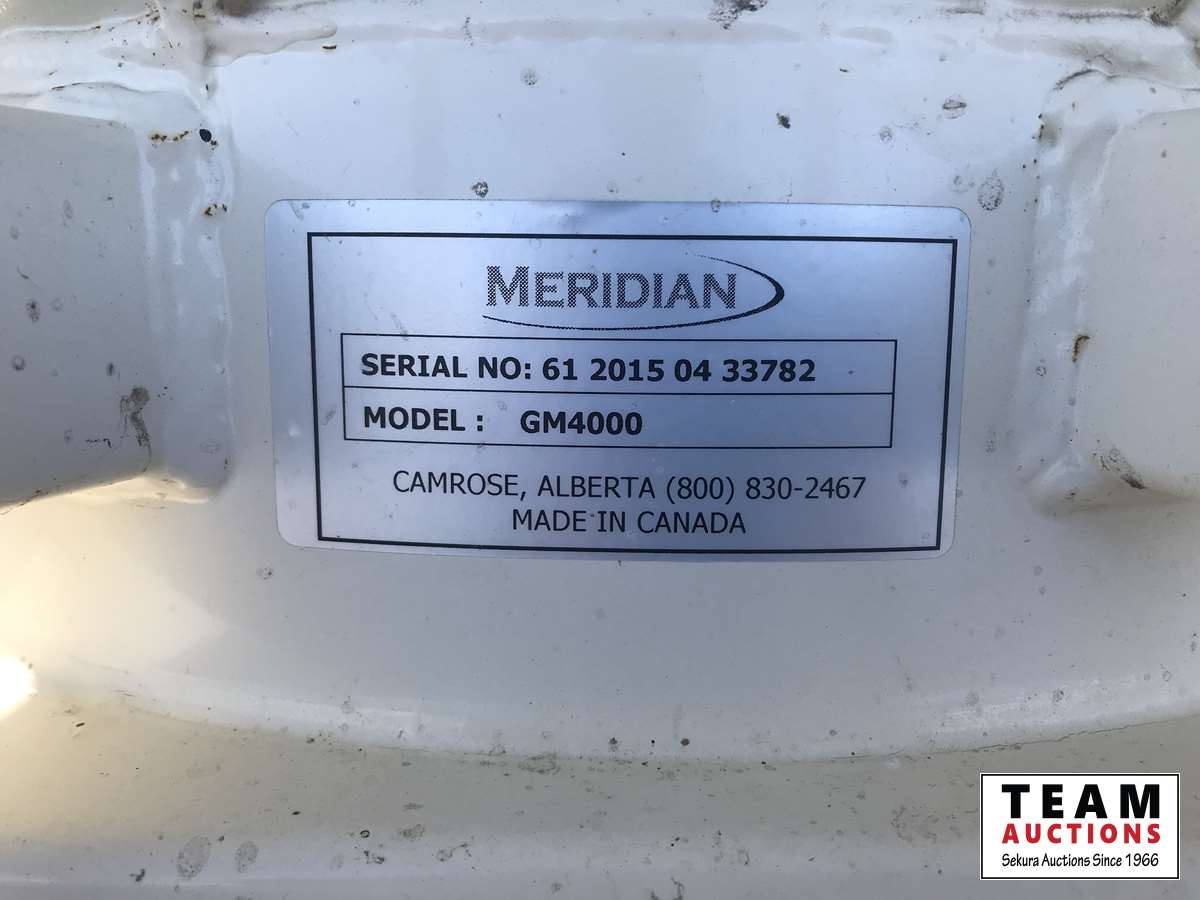 MERIDIAN
SERIAL NO: 61 2015 04 33782
MODEL : GM4000
CAMROSE, ALBERTA (800) 830-2467
MADE IN CANADA
TEAM
AUCTIONS
Sekura Auctions Since 1966